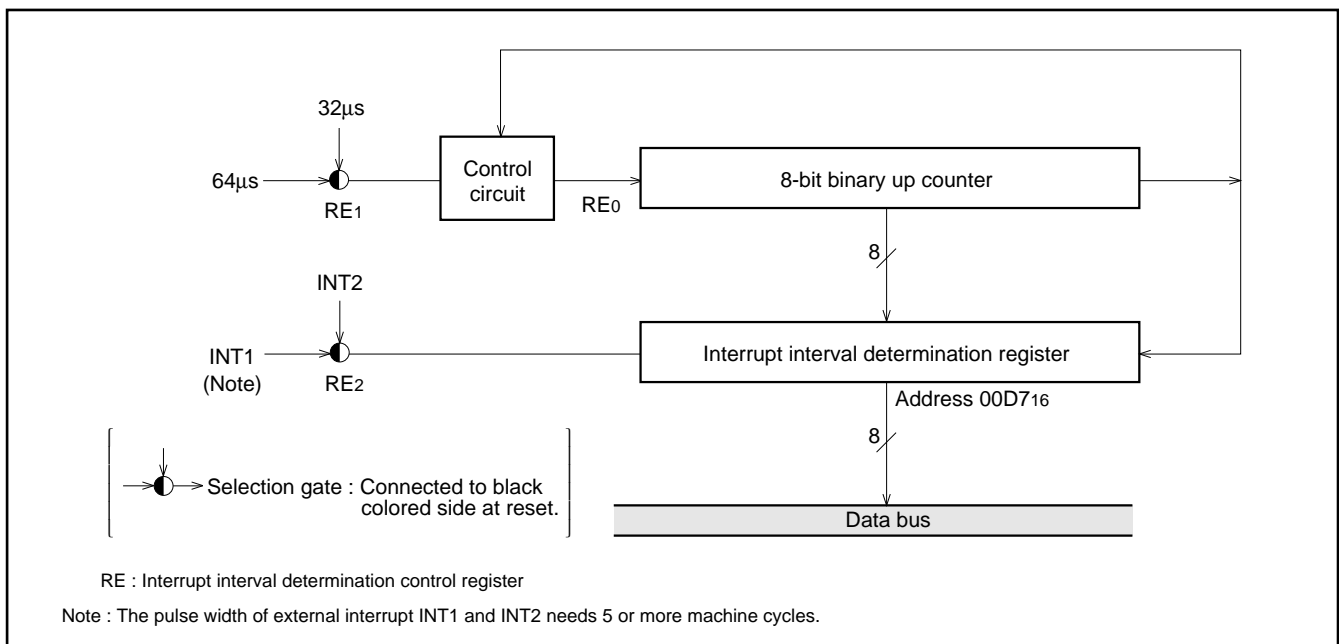 32µs
64µs
RE1
Control
circuit
RE0
8-bit binary up counter
8
INT2
INT1
(Note)
RE2
Interrupt interval determination register
Address 00D716
8
Selection gate : Connected to black
colored side at reset.
Data bus
RE : Interrupt interval determination control register
Note : The pulse width of external interrupt INT1 and INT2 needs 5 or more machine cycles.